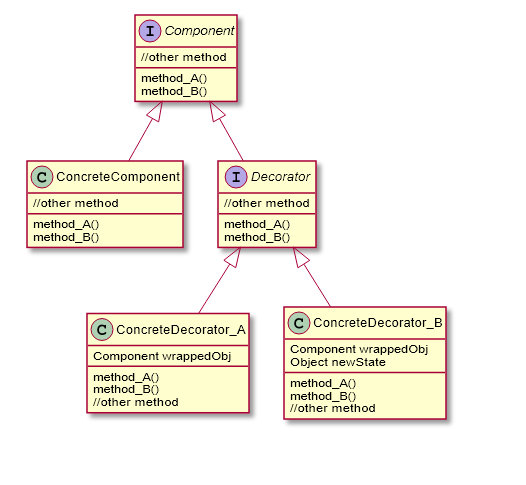 I Component
//other method
method_A()
method_B()
C ConcreteComponent
//other method
method_A()
method_B()
I Decorator
//other method
method_A()
method_B()
C ConcreteDecorator_A
Component wrappedObj
method_A()
method_B()
//other method
C ConcreteDecorator_B
Component wrappedObj
Object newState
method_A()
method_B()
//other method